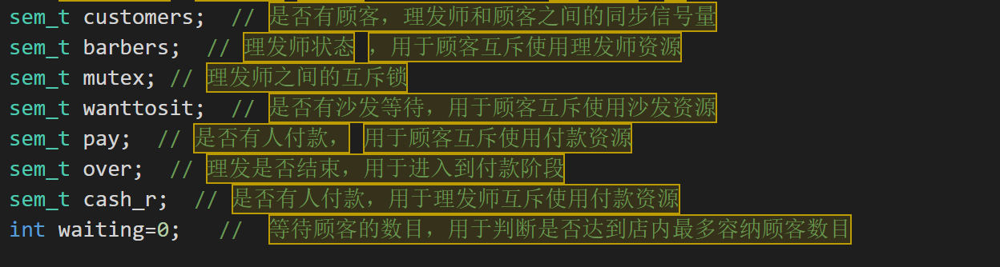 sem_t customers;  // 是否有顾客，理发师和顾客之间的同步信号量
sem_t barbers;  // 理发师状态 ，用于顾客互斥使用理发师资源
sem_t mutex; // 理发师之间的互斥锁
sem_t wanttosit;  // 是否有沙发等待，用于顾客互斥使用沙发资源
sem_t pay;  // 是否有人付款， 用于顾客互斥使用付款资源
sem_t over;  // 理发是否结束，用于进入到付款阶段
sem_t cash_r;  // 是否有人付款，用于理发师互斥使用付款资源
int waiting=0;   //  等待顾客的数目，用于判断是否达到店内最多容纳顾客数目